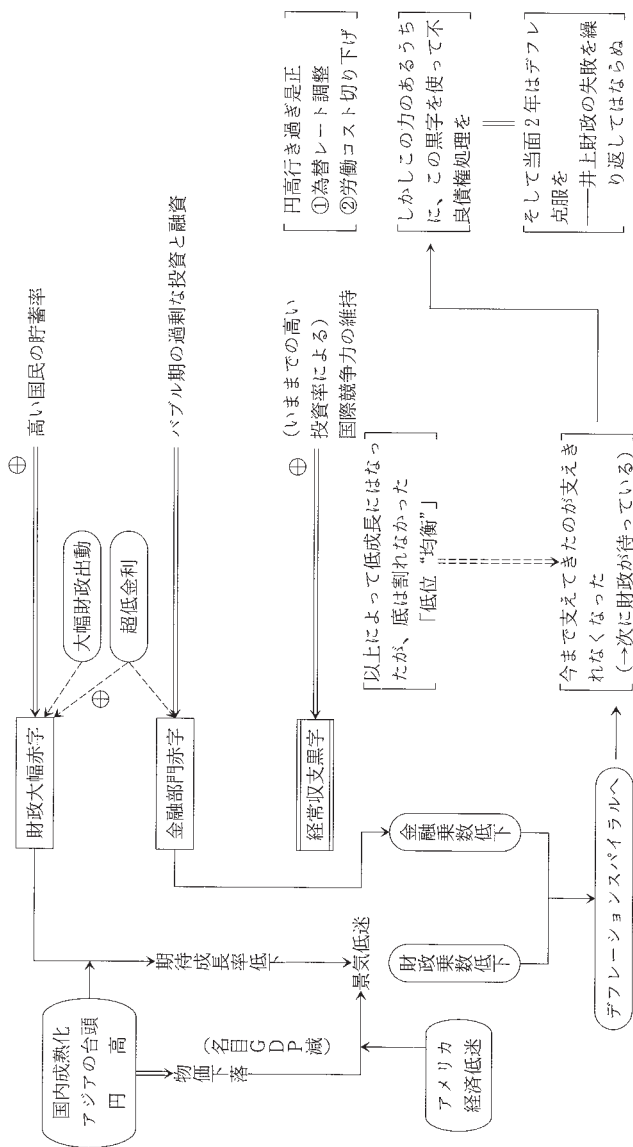 国内成熟化
アジアの台頭
円高
物価下落
(名目GDP減)
アメリカ
経済低迷
期待成長率低下
景気低迷
財政大幅赤字
大幅財政出動
超低金利
⊕
⊕
高い国民の貯蓄率
金融部門赤字
バブル期の過剰な投資と融資
経常収支黒字
⊕
(いままでの高い
投資率による)
国際競争力の維持
金融乗数低下
財政乗数低下
デフレーションスパイラルへ
以上によって低成長にはなっ
たが、底は割れなかった
「低位“均衡”」
今まで支えてきたのが支えき
れなくなった
(→次に財政が待っている)
円高行き過ぎ是正
①為替レート調整
②労働コスト切り下げ
しかしこの力のあるうち
に、この黒字を使って不
良債権処理を
そして当面2年はデフレ
克服を
――井上財政の失敗を繰
り返してはならぬ